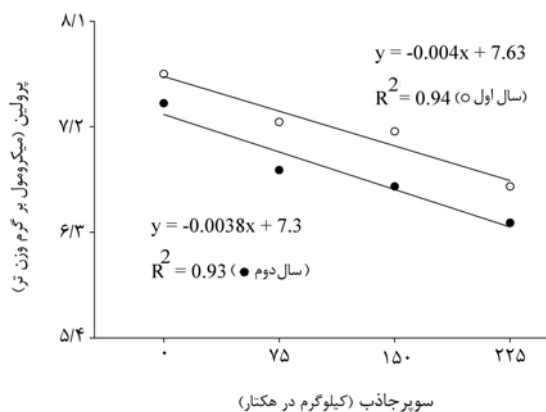 ۸/۱
y = -0.004x + 7.63
R2 = 0.94 (سال اول ○)
۷/۲
پرولین (میکرومول بر گرم وزن تر)
۶/۳
y = -0.0038x + 7.3
R2 = 0.93 (سال دوم ●)
۵/۴
۰ ۷۵ ۱۵۰ ۲۲۵
سوپرجاذب (کیلوگرم در هکتار)